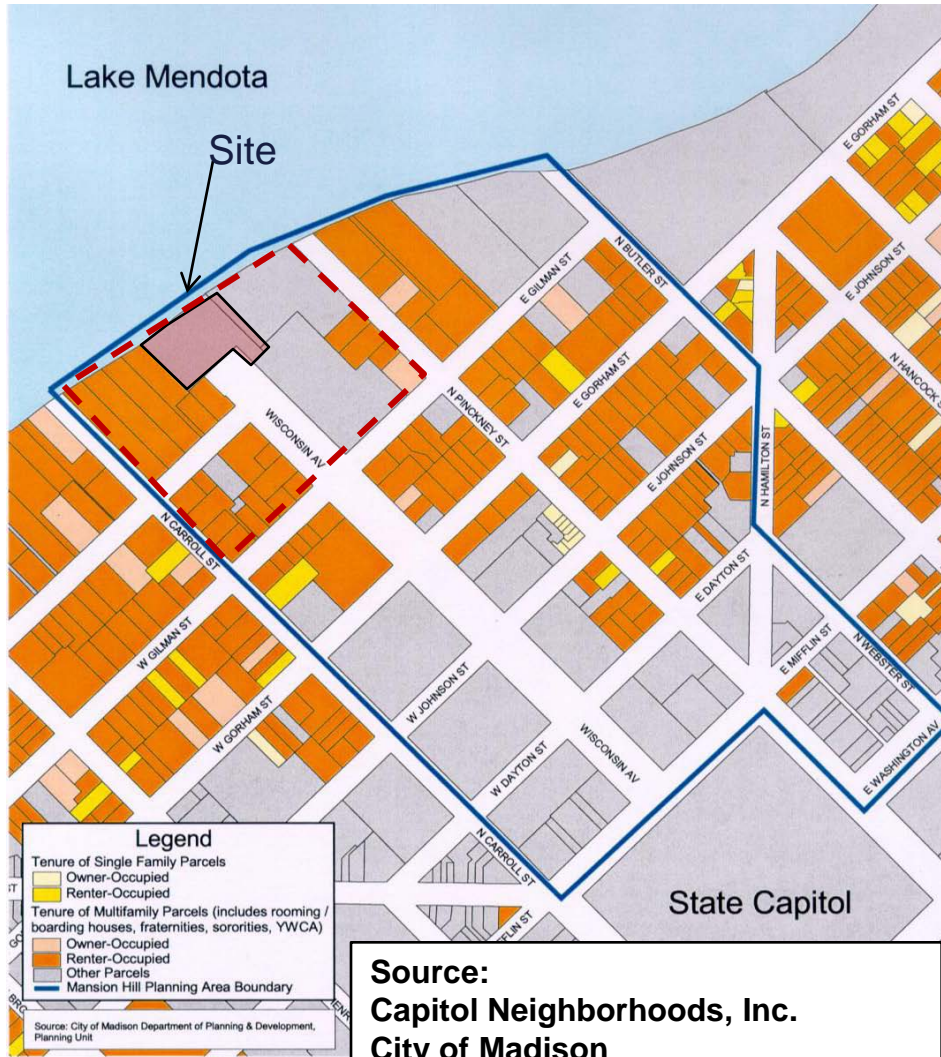 Lake Mendota
Site
E GORHAM ST
N BUTLER ST
E GILMAN ST
E JOHNSON ST
E GORHAM ST
N HANCOCK S
N PINCKNEY ST
WISCONSIN AV
E JOHNSON ST
N HAMILTON ST
N CARROLL ST
E DAYTON ST
W GILMAN ST
E MIFFLIN ST
N WEBSTER ST
W JOHNSON ST
W GORHAM ST
WISCONSIN AV
E WASHINGTON AV
W DAYTON ST
N CARROLL ST
State Capitol
FFLIN ST
Legend
Tenure of Single Family Parcels
Owner-Occupied
Renter-Occupied
Tenure of Multifamily Parcels (includes rooming /
boarding houses, fraternities, sororities, YWCA)
Owner-Occupied
Renter-Occupied
Other Parcels
Mansion Hill Planning Area Boundary
Source: City of Madison Department of Planning & Development,
Planning Unit
ST
Source:
Capitol Neighborhoods, Inc.
City of Madison